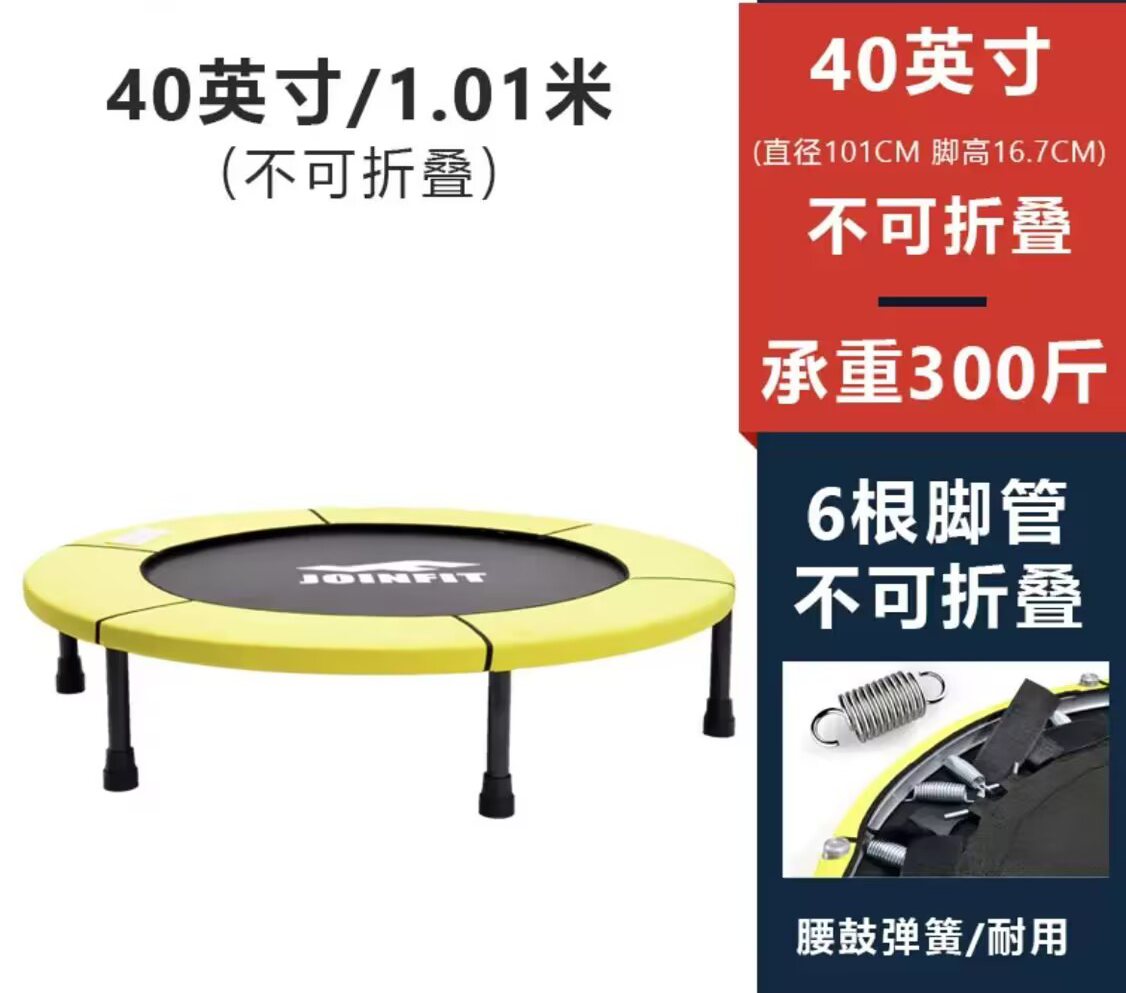 40英寸/1.01米
(不可折叠)
JOINFIT
40英寸
(直径101CM 脚高16.7CM)
不可折叠
承重300斤
6根脚管
不可折叠
腰鼓弹簧/耐用